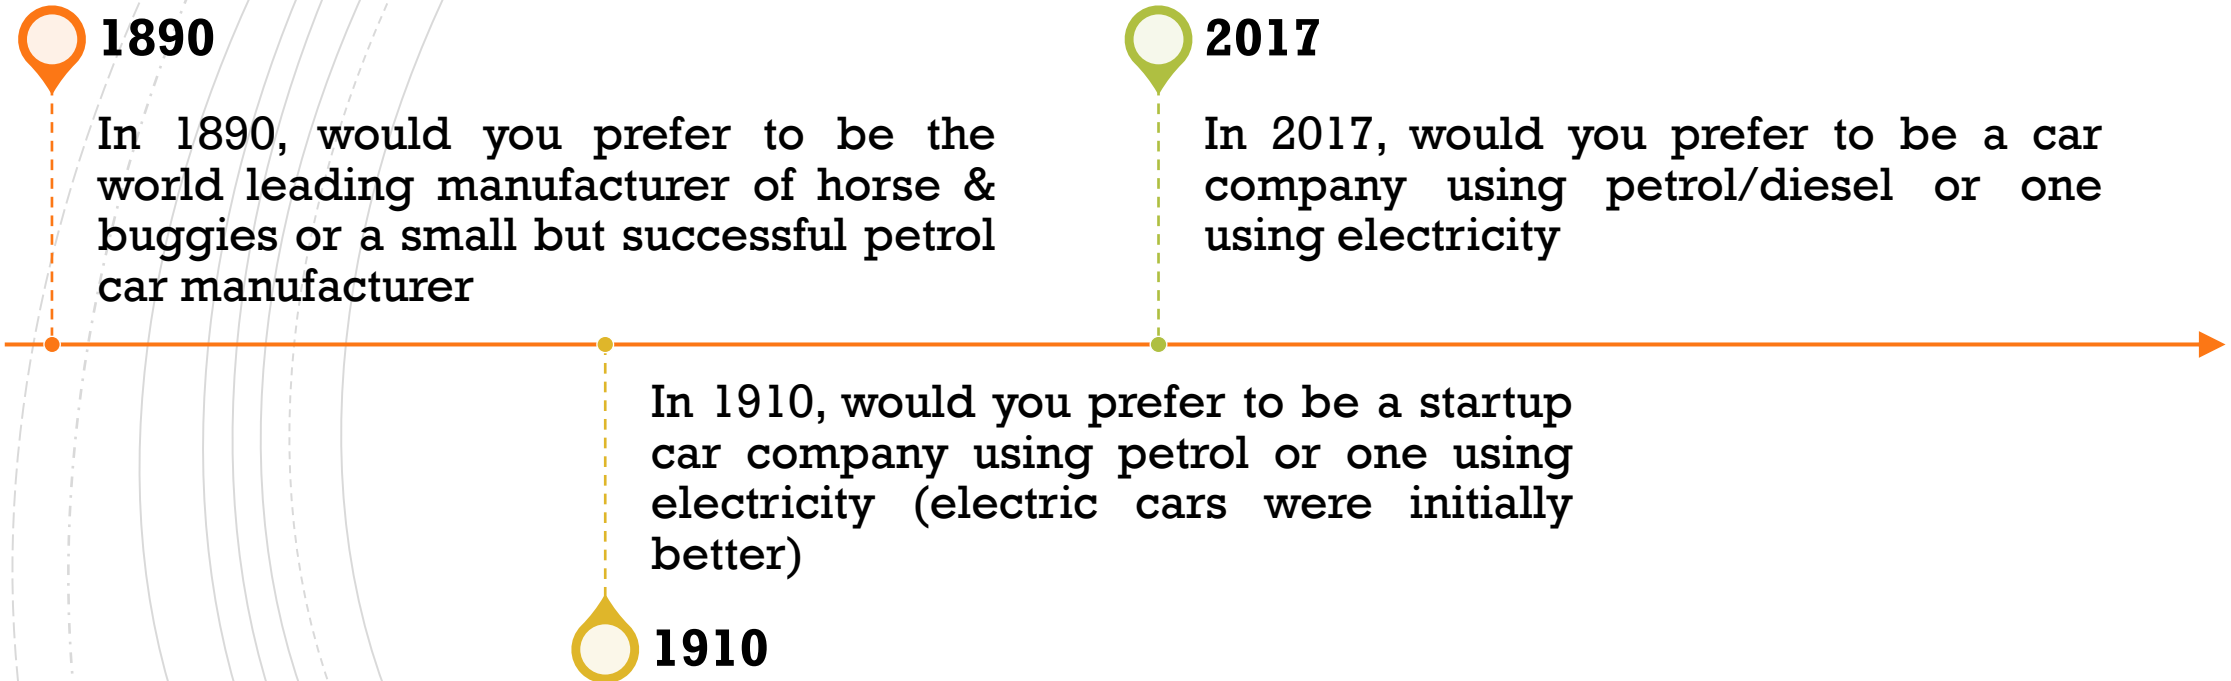 1890
In 1890, would you prefer to be the
world leading manufacturer of horse &
buggies or a small but successful petrol
car manufacturer
2017
In 2017, would you prefer to be a car
company using petrol/diesel or one
using electricity
In 1910, would you prefer to be a startup
car company using petrol or one using
electricity (electric cars were initially
better)
1910